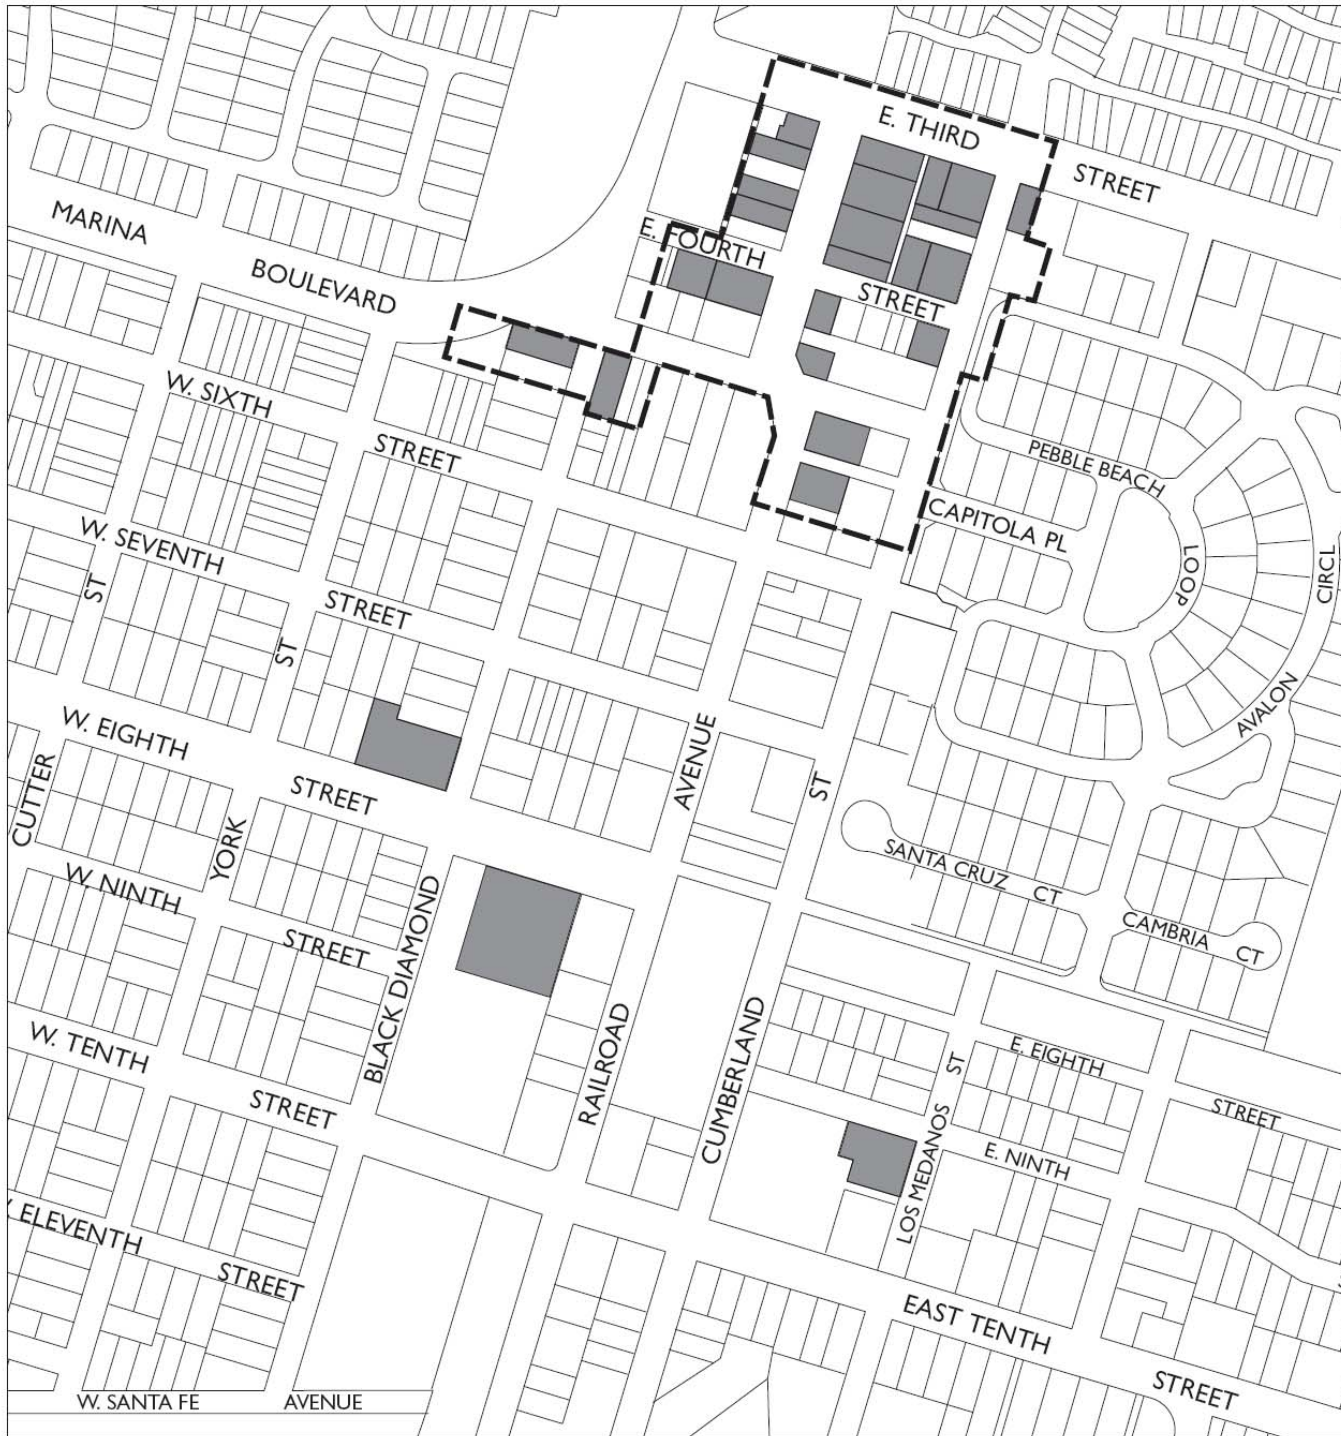 E. THIRD
STREET
MARINA
BOULEVARD
E. FOURTH
STREET
W. SIXTH
STREET
PEBBLE BEACH
LOOP
CAPITOLA PL
CIRCL
AVALON
W. SEVENTH
STREET
ST
ST
W. EIGHTH
STREET
AVENUE
ST
CUTTER
YORK
SANTA CRUZ CT
CAMBRIA CT
W. NINTH
STREET
BLACK DIAMOND
RAILROAD
CUMBERLAND
ST
E. EIGHTH
STREET
W. TENTH
STREET
LOS MEDANOS
E. NINTH
ELEVENTH
STREET
EAST TENTH
STREET
W. SANTA FE AVENUE